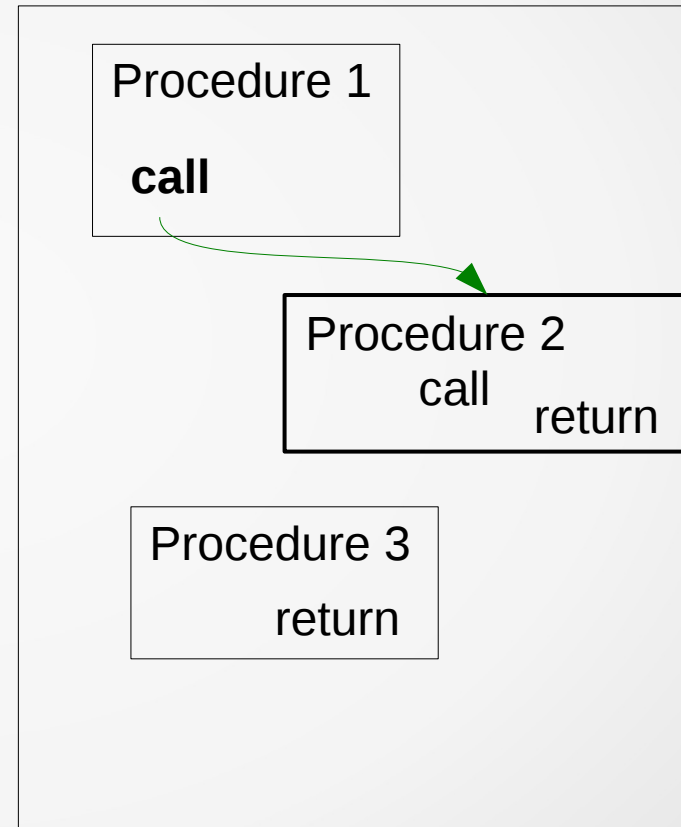 Procedure 1
call
Procedure 2
call
return
Procedure 3
return